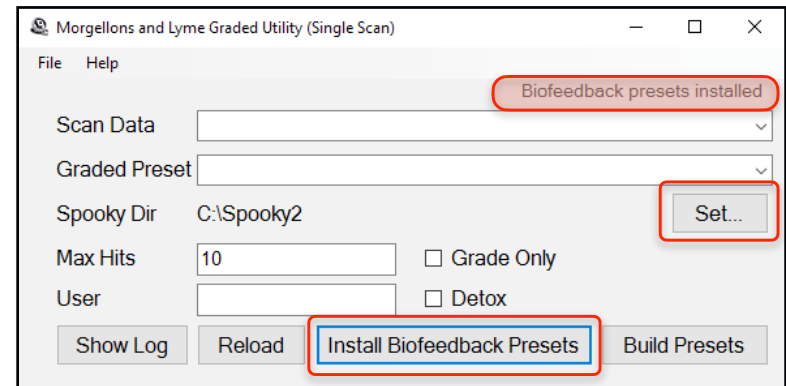 Morgellons and Lyme Graded Utility (Single Scan)
File Help
Biofeedback presets installed
Scan Data
Graded Preset
Spooky Dir C:\Spooky2 Set...
Max Hits 10 Grade Only
User Detox
Show Log Reload Install Biofeedback Presets Build Presets